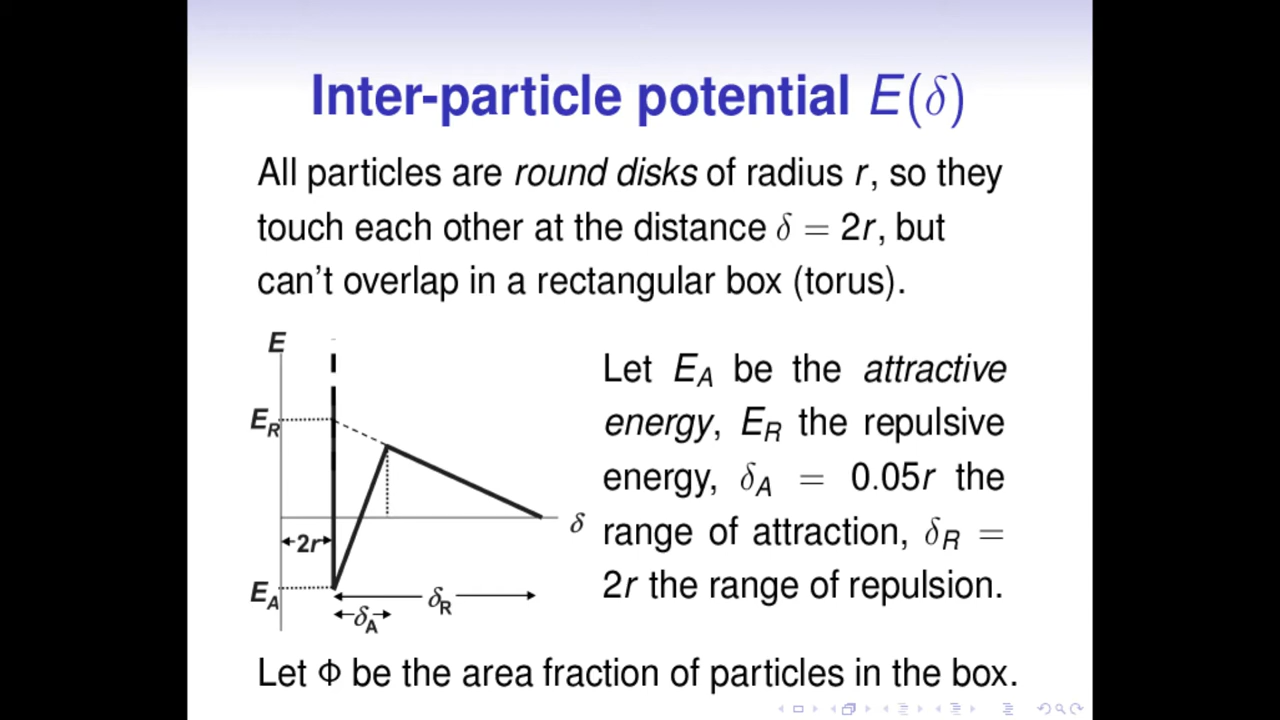 Inter-particle potential E(δ)
All particles are round disks of radius r, so they
touch each other at the distance δ = 2r, but
can't overlap in a rectangular box (torus).
E
E_R
δ
2r
E_A
δ_R
δ_A
Let E_A be the attractive
energy, E_R the repulsive
energy, δ_A = 0.05r the
range of attraction, δ_R =
2r the range of repulsion.
Let Φ be the area fraction of particles in the box.